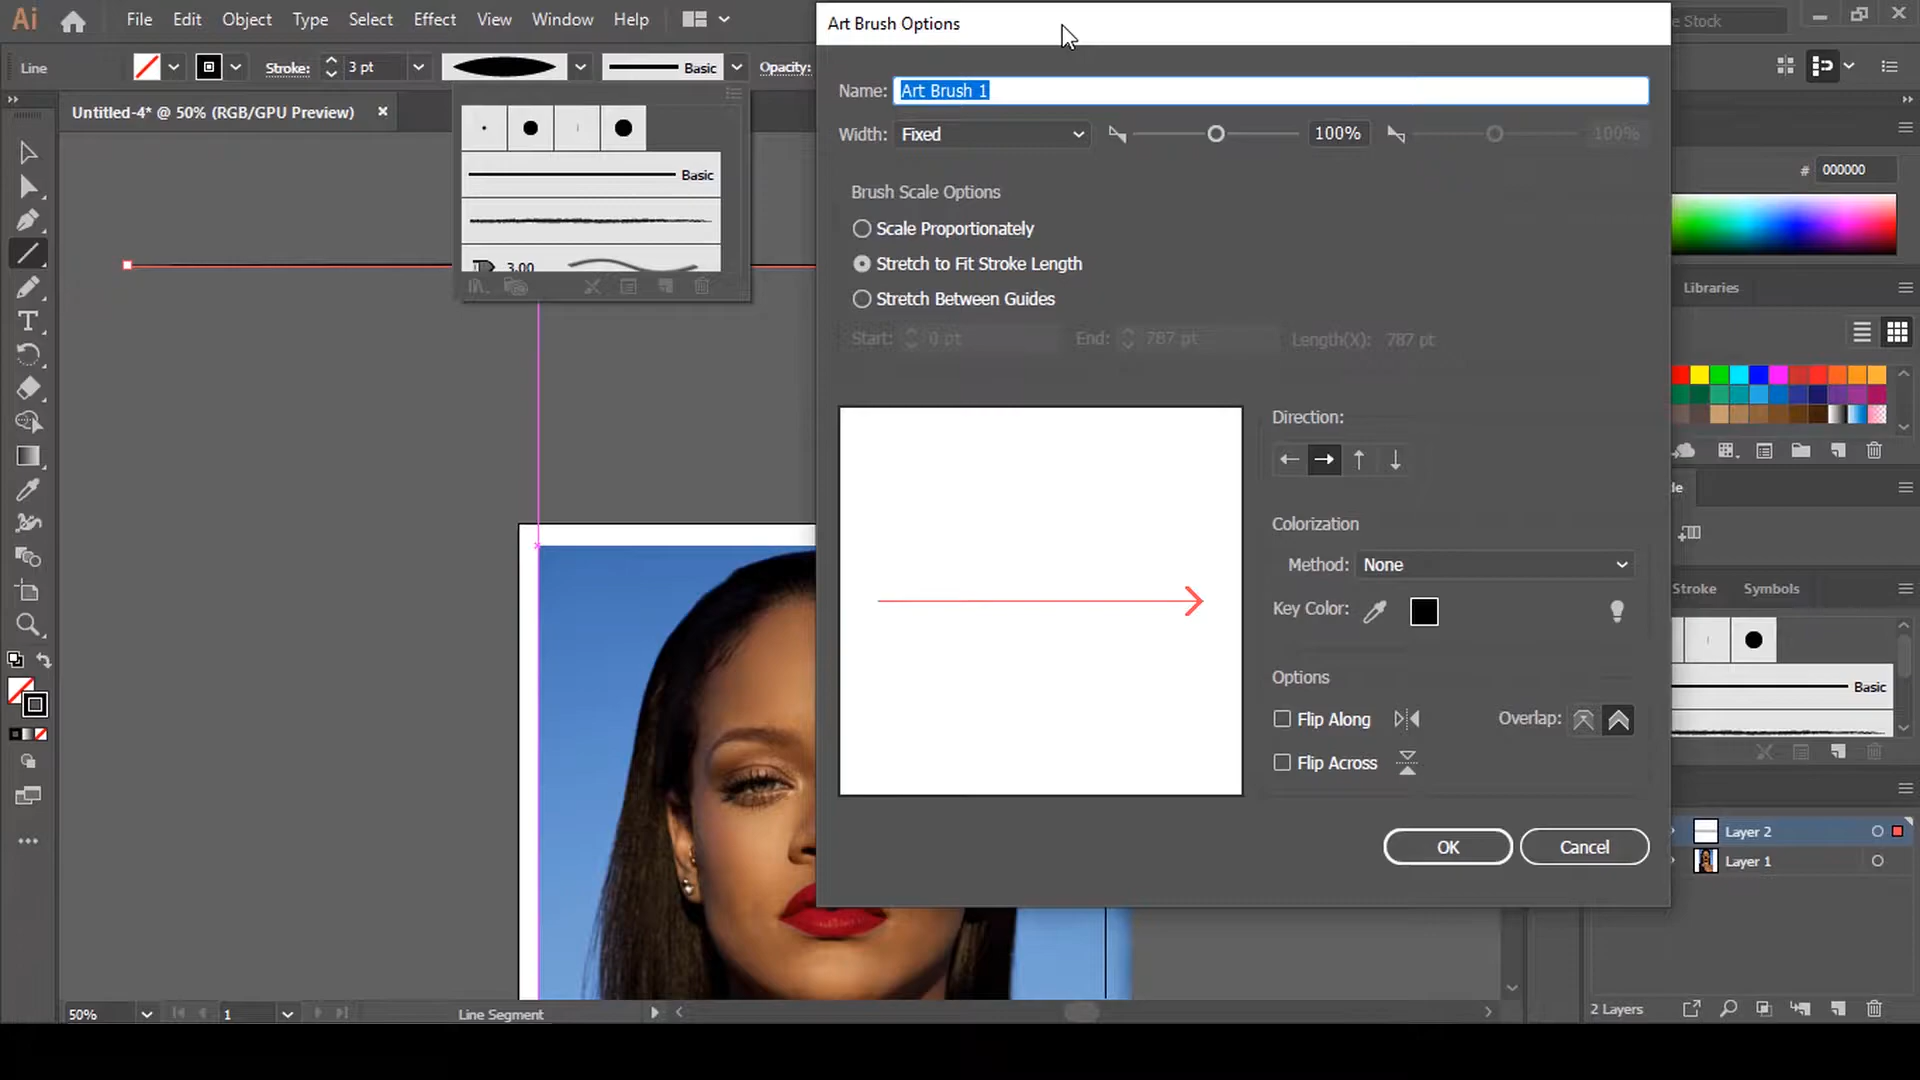 Ai File Edit Object Type Select Effect View Window Help
Art Brush Options
Stock
Line Stroke: 3 pt Basic Opacity:
Name: Art Brush 1
Untitled-4* @ 50% (RGB/GPU Preview)
Width: Fixed 100% 100%
# 000000
Basic
Brush Scale Options
Scale Proportionately
3.00
Stretch to Fit Stroke Length
Stretch Between Guides
Libraries
Start: 0 pt End: 787 pt Length(X): 787 pt
Direction:
Colorization
Method: None
Key Color:
Stroke Symbols
Options
Basic
Flip Along Overlap:
Flip Across
OK Cancel
Layer 2
Layer 1
50% 1 Line Segment
2 Layers